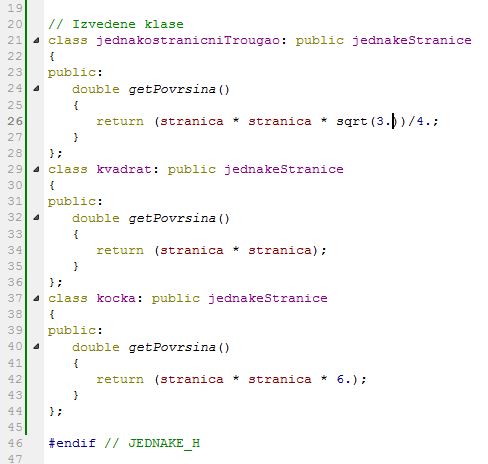 19
20 // Izvedene klase
21 class jednakostranicniTrougao: public jednakeStranice
22 {
23 public:
24 double getPovrsina()
25 {
26 return (stranica * stranica * sqrt(3.))/4.;
27 }
28 };
29 class kvadrat: public jednakeStranice
30 {
31 public:
32 double getPovrsina()
33 {
34 return (stranica * stranica);
35 }
36 };
37 class kocka: public jednakeStranice
38 {
39 public:
40 double getPovrsina()
41 {
42 return (stranica * stranica * 6.);
43 }
44 };
45
46 #endif // JEDNAKE_H
47